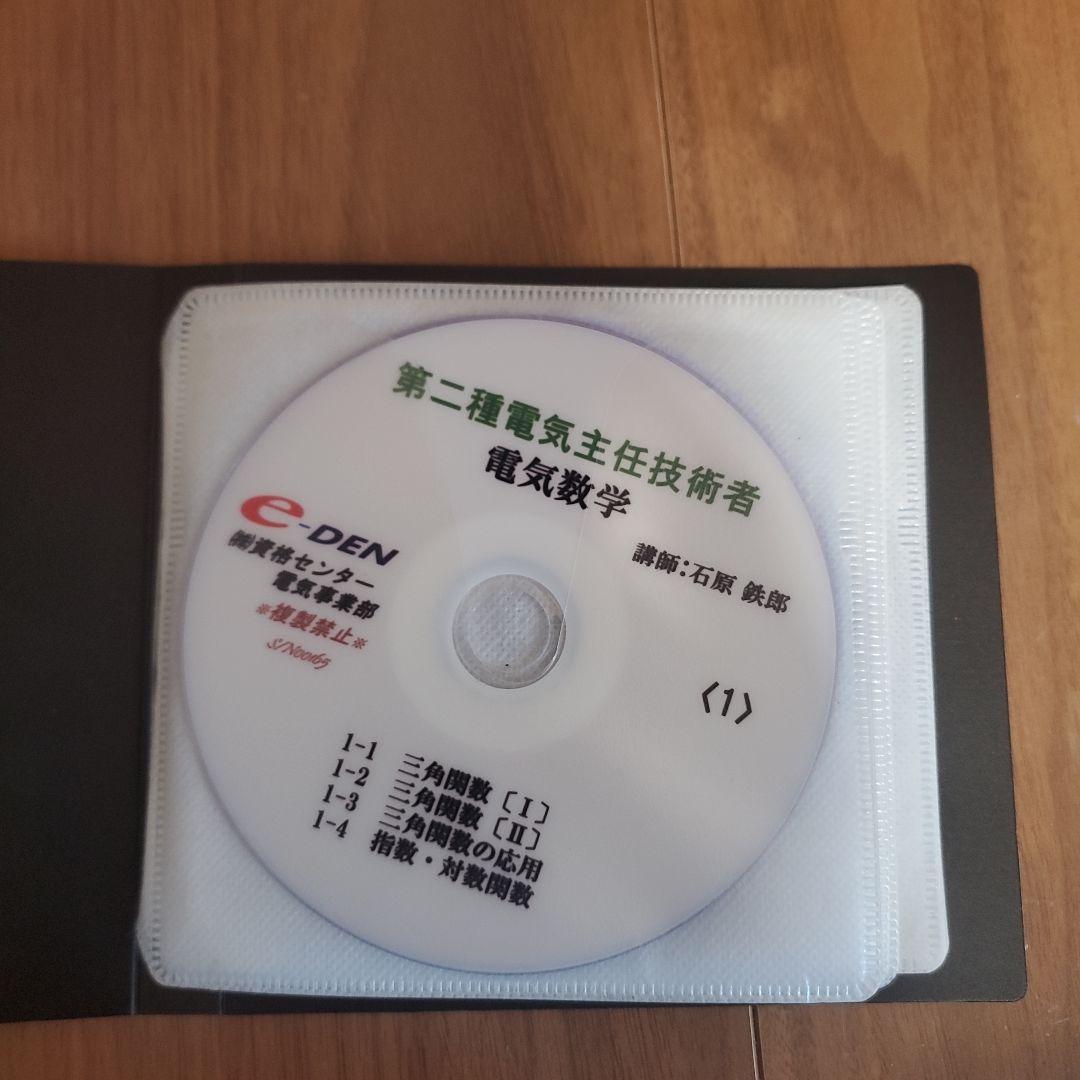 第二種電気主任技術者
電気数学
e-DEN
㈱資格センター
電気事業部
※複製禁止※
S/N00165
講師:石原 鉄郎
〈1〉
1-1 三角関数〔Ⅰ〕
1-2 三角関数〔Ⅱ〕
1-3 三角関数の応用
1-4 指数・対数関数